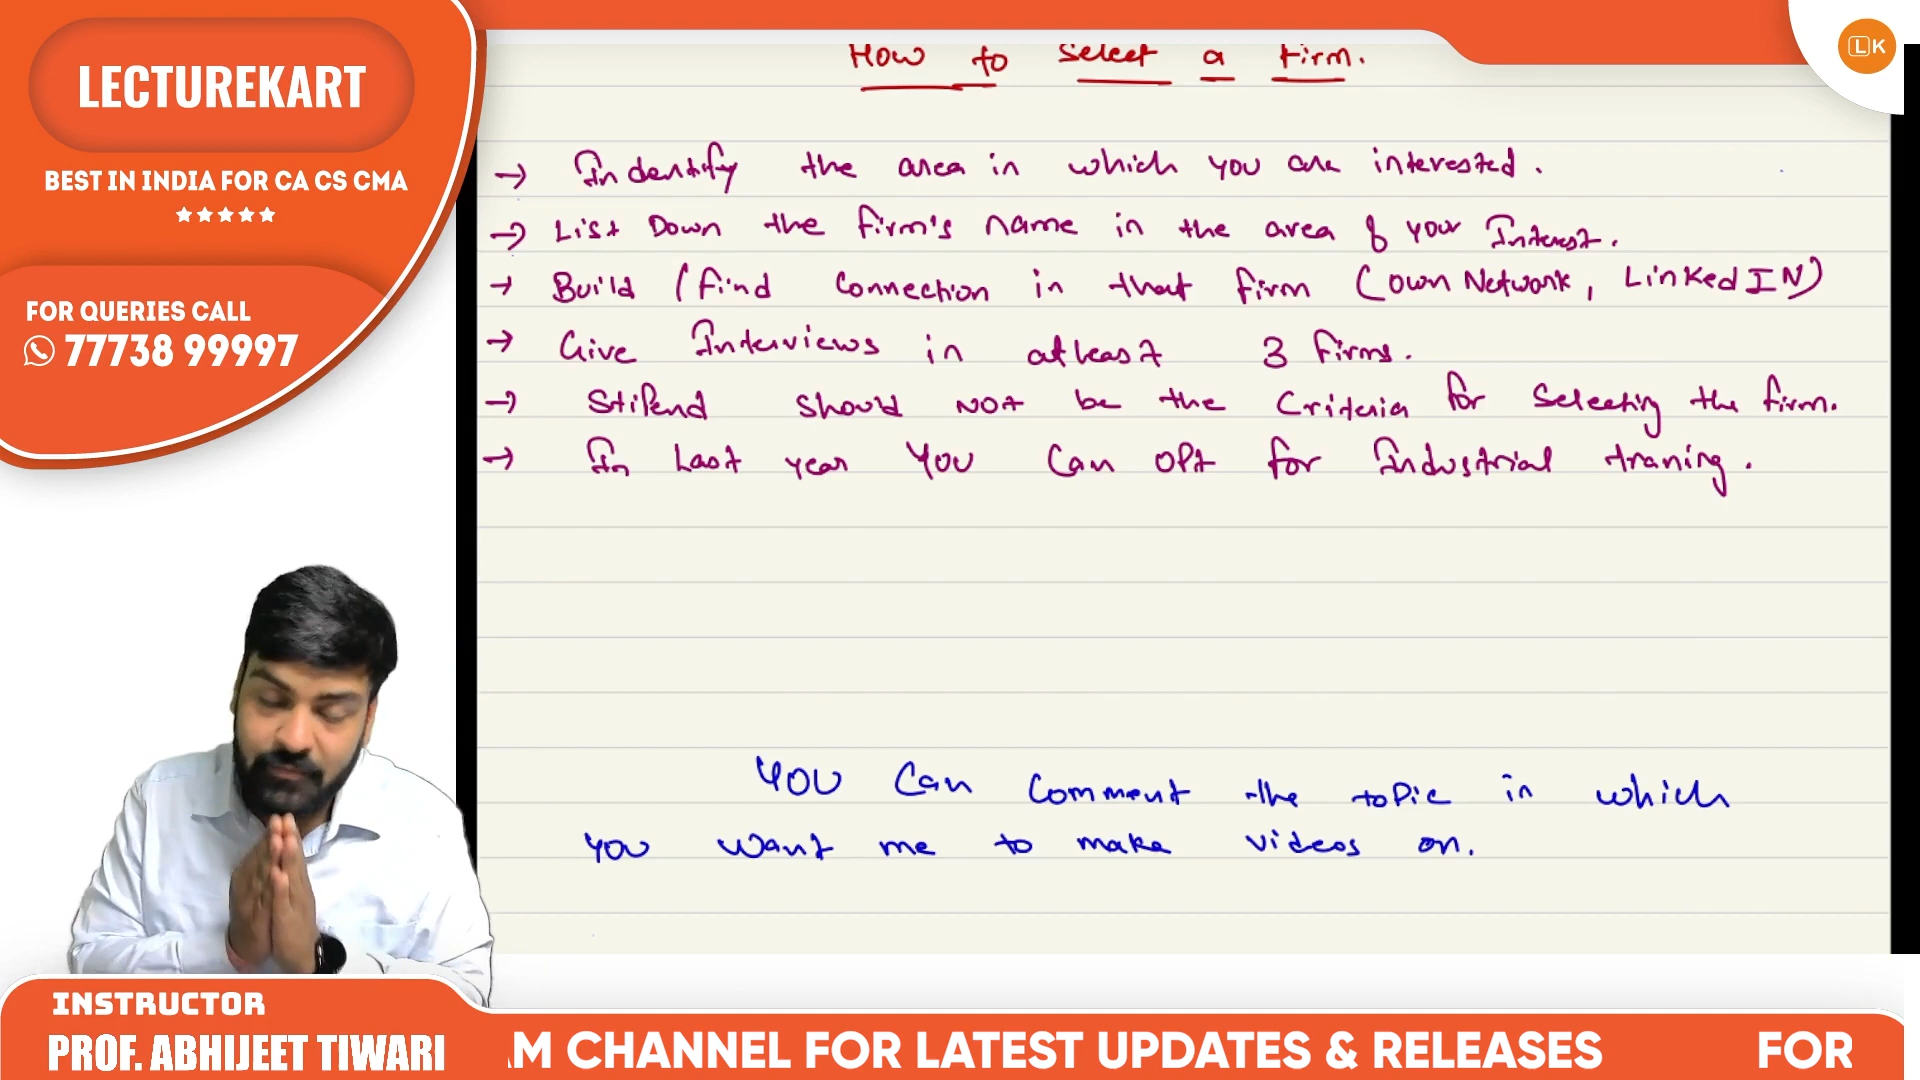 LECTUREKART
BEST IN INDIA FOR CA CS CMA
FOR QUERIES CALL
77738 99997
LK
How to select a firm.
→ Indentify the area in which you are interested.
→ List Down the firm's name in the area of your Interest.
→ Build / find Connection in that firm (own Network, LinkedIN)
→ Give Interviews in atleast 3 firms.
→ Stipend should NOT be the Criteria for Selecting the firm.
→ In Last year YOU Can OPT for Industrial traning.
YOU Can Comment the topic in which
you want me to make videos on.
INSTRUCTOR
PROF. ABHIJEET TIWARI
AM CHANNEL FOR LATEST UPDATES & RELEASES FOR